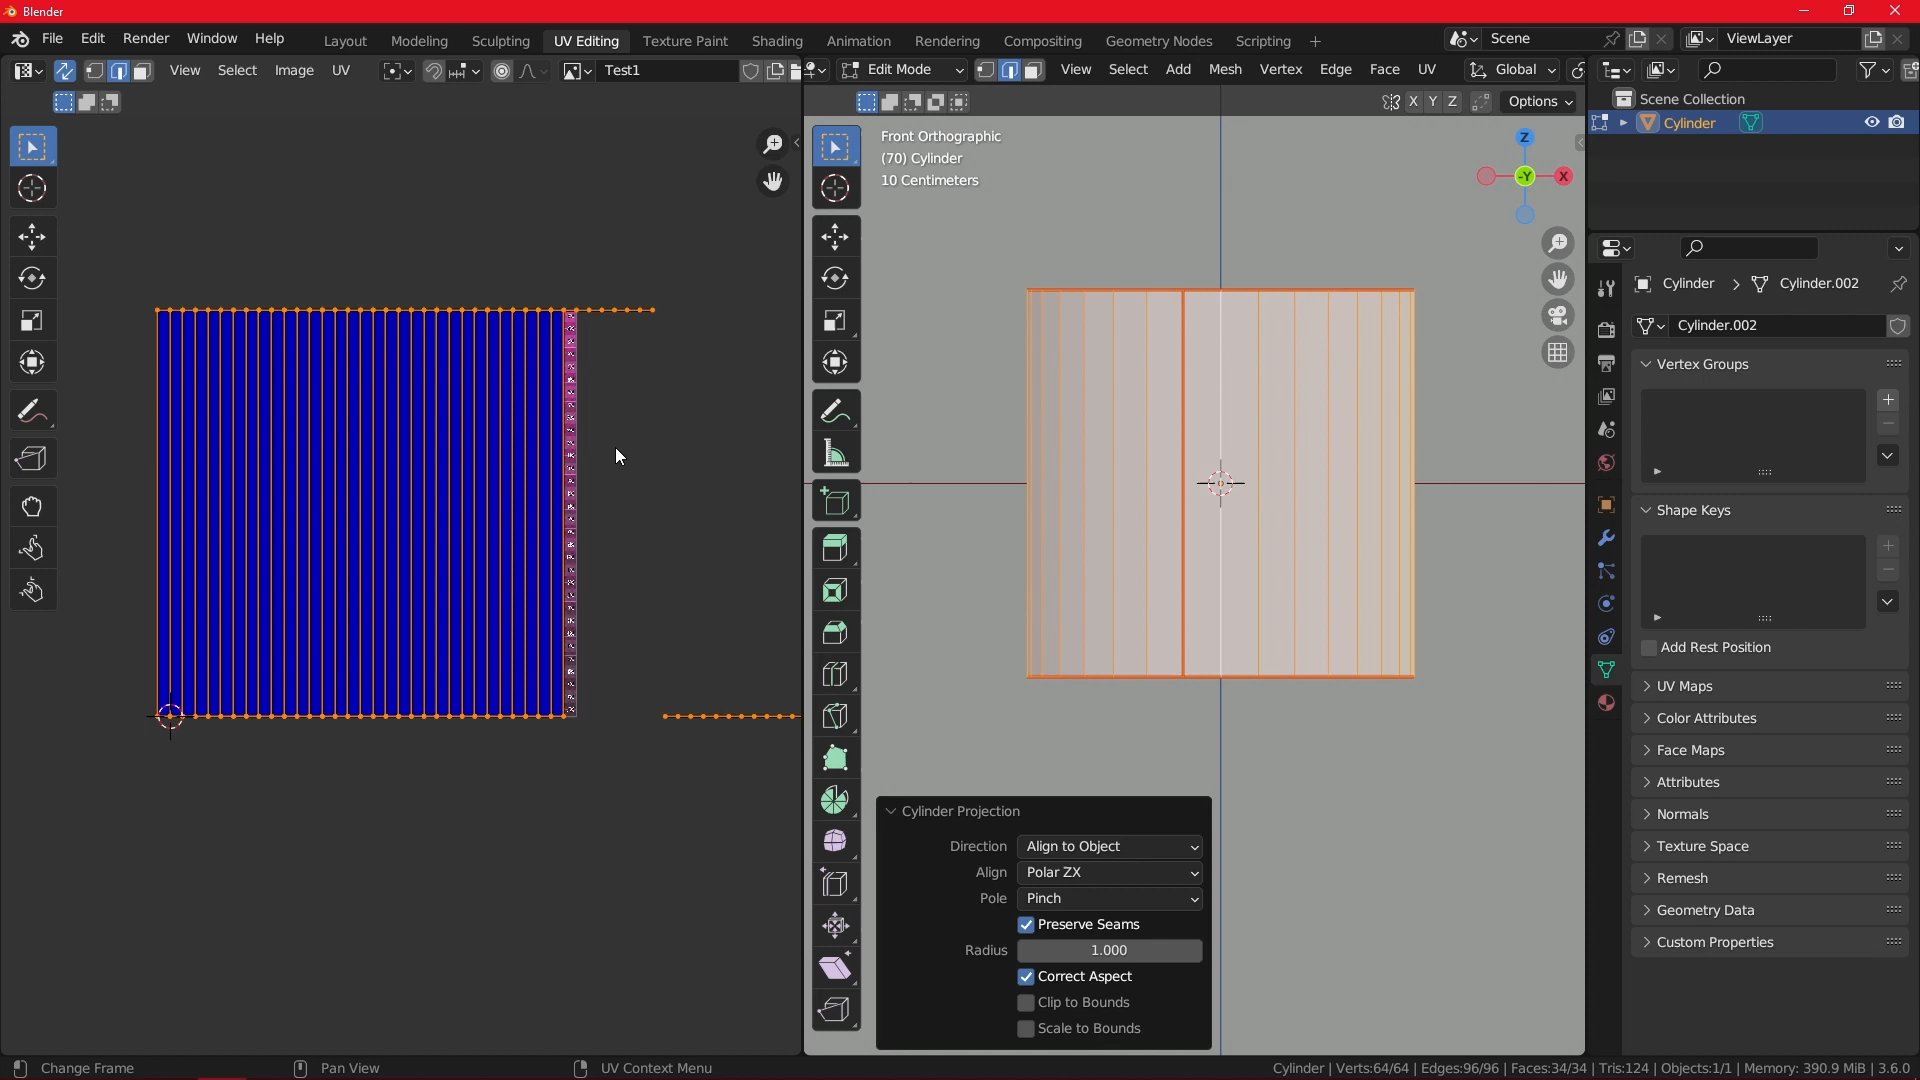 Blender
File Edit Render Window Help
Layout Modeling Sculpting UV Editing Texture Paint Shading Animation Rendering Compositing Geometry Nodes Scripting +
Scene
ViewLayer
View Select Image UV
Test1
Edit Mode
View Select Add Mesh Vertex Edge Face UV
Global
X Y Z
Options
Scene Collection
Cylinder
Front Orthographic
(70) Cylinder
10 Centimeters
Z
-Y
X
Cylinder > Cylinder.002
Cylinder.002
Vertex Groups
Shape Keys
Add Rest Position
UV Maps
Color Attributes
Face Maps
Attributes
Normals
Texture Space
Remesh
Geometry Data
Custom Properties
Cylinder Projection
Direction Align to Object
Align Polar ZX
Pole Pinch
Preserve Seams
Radius 1.000
Correct Aspect
Clip to Bounds
Scale to Bounds
Change Frame
Pan View
UV Context Menu
Cylinder | Verts:64/64 | Edges:96/96 | Faces:34/34 | Tris:124 | Objects:1/1 | Memory: 390.9 MiB | 3.6.0